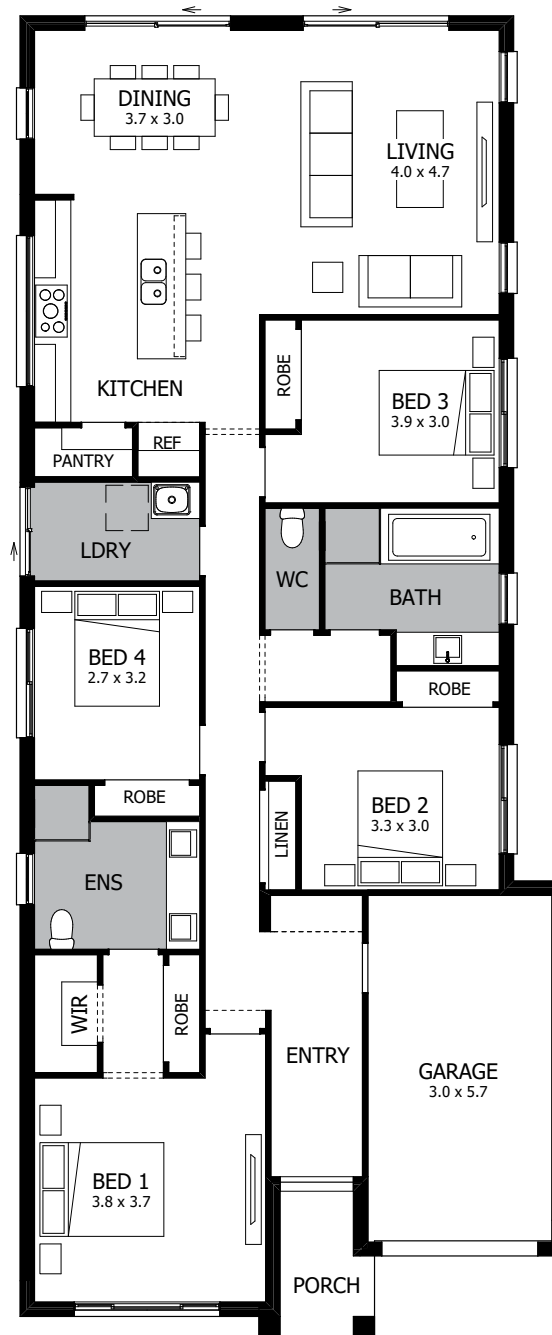 DINING
3.7 x 3.0
LIVING
4.0 x 4.7
KITCHEN
ROBE
BED 3
3.9 x 3.0
PANTRY
REF
LDRY
WC
BATH
BED 4
2.7 x 3.2
ROBE
ROBE
LINEN
BED 2
3.3 x 3.0
ENS
WIR
ROBE
ENTRY
GARAGE
3.0 x 5.7
BED 1
3.8 x 3.7
PORCH